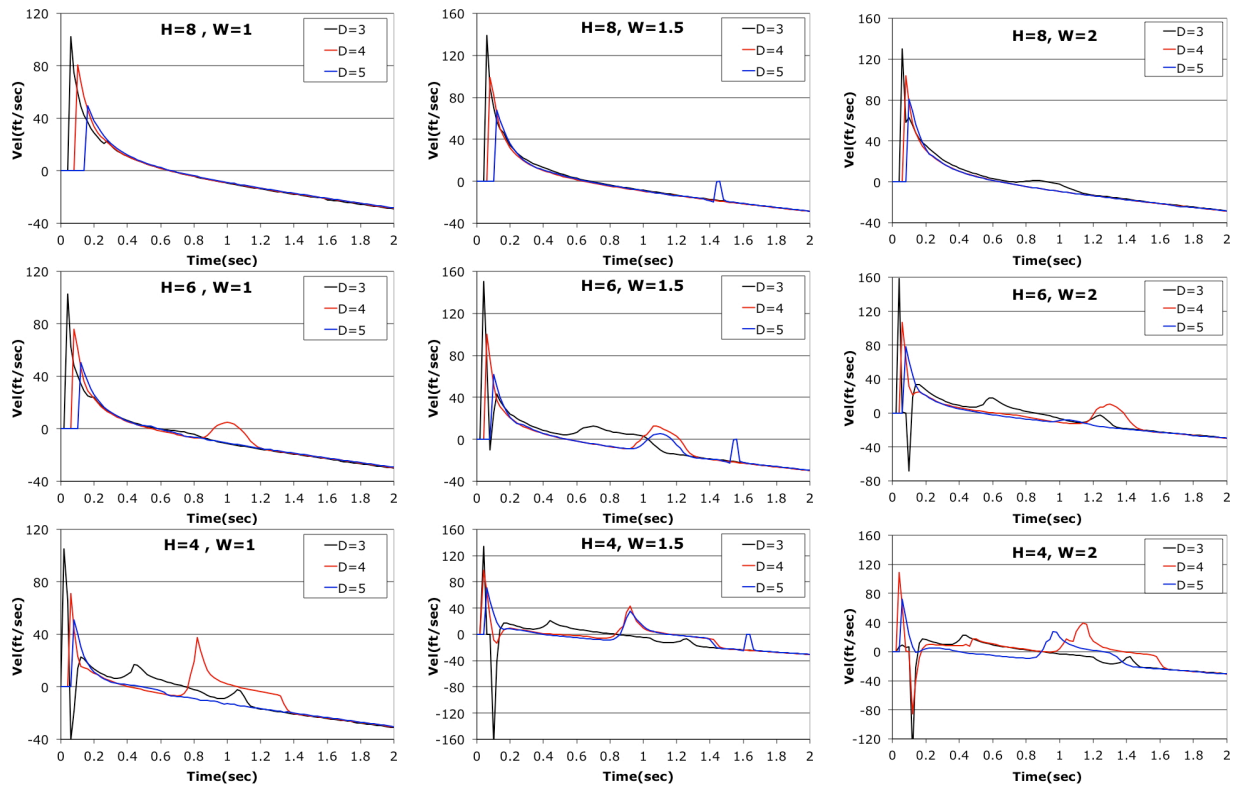 H=8 , W=1
D=3
D=4
D=5
Vel(ft/sec)
120
80
40
0
-40
0 0.2 0.4 0.6 0.8 1 1.2 1.4 1.6 1.8 2
Time(sec)
H=8, W=1.5
D=3
D=4
D=5
Vel(ft/sec)
160
120
80
40
0
-40
0 0.2 0.4 0.6 0.8 1 1.2 1.4 1.6 1.8 2
Time(sec)
H=8, W=2
D=3
D=4
D=5
Vel(ft/sec)
160
120
80
40
0
-40
0 0.2 0.4 0.6 0.8 1 1.2 1.4 1.6 1.8 2
Time(sec)
H=6 , W=1
D=3
D=4
D=5
Vel(ft/sec)
120
80
40
0
-40
0 0.2 0.4 0.6 0.8 1 1.2 1.4 1.6 1.8 2
Time(sec)
H=6, W=1.5
D=3
D=4
D=5
Vel(ft/sec)
160
120
80
40
0
-40
0 0.2 0.4 0.6 0.8 1 1.2 1.4 1.6 1.8 2
Time(sec)
H=6, W=2
D=3
D=4
D=5
Vel(ft/sec)
160
120
80
40
0
-40
-80
0 0.2 0.4 0.6 0.8 1 1.2 1.4 1.6 1.8 2
Time(sec)
H=4 , W=1
D=3
D=4
D=5
Vel(ft/sec)
120
80
40
0
-40
0 0.2 0.4 0.6 0.8 1 1.2 1.4 1.6 1.8 2
Time(sec)
H=4, W=1.5
D=3
D=4
D=5
Vel(ft/sec)
160
120
80
40
0
-40
-80
-120
-160
0 0.2 0.4 0.6 0.8 1 1.2 1.4 1.6 1.8 2
Time(sec)
H=4, W=2
D=3
D=4
D=5
Vel(ft/sec)
160
120
80
40
0
-40
-80
-120
0 0.2 0.4 0.6 0.8 1 1.2 1.4 1.6 1.8 2
Time(sec)